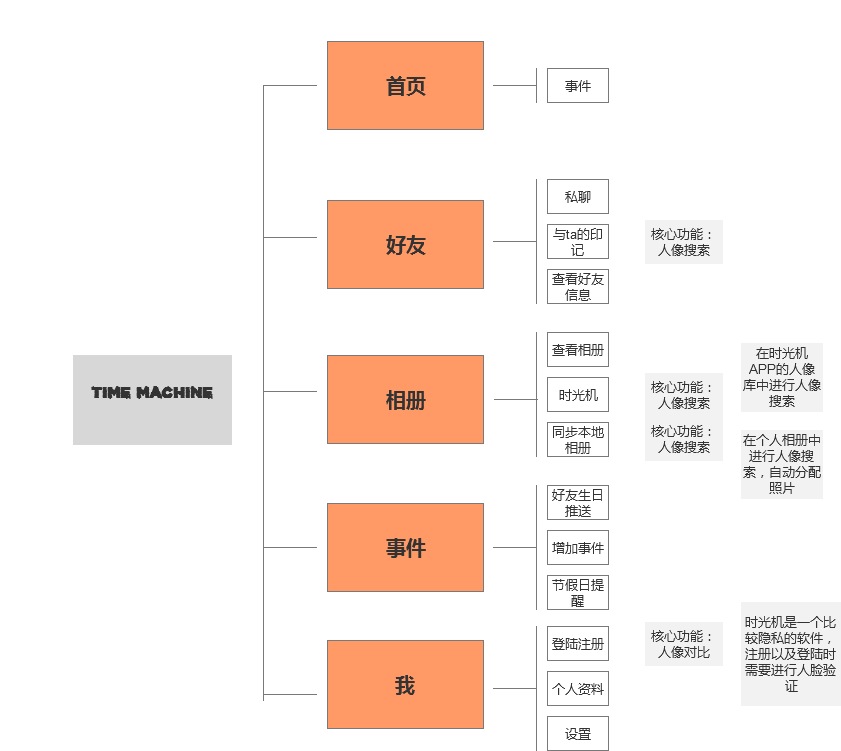 TIME MACHINE
首页
事件
好友
私聊
与ta的印
记
查看好友
信息
核心功能：
人像搜索
相册
查看相册
时光机
同步本地
相册
核心功能：
人像搜索
核心功能：
人像搜索
在时光机
APP的人像
库中进行人像
搜索
在个人相册中
进行人像搜
索，自动分配
照片
事件
好友生日
推送
增加事件
节假日提
醒
我
登陆注册
个人资料
设置
核心功能：
人像对比
时光机是一个比
较隐私的软件，
注册以及登陆时
需要进行人脸验
证